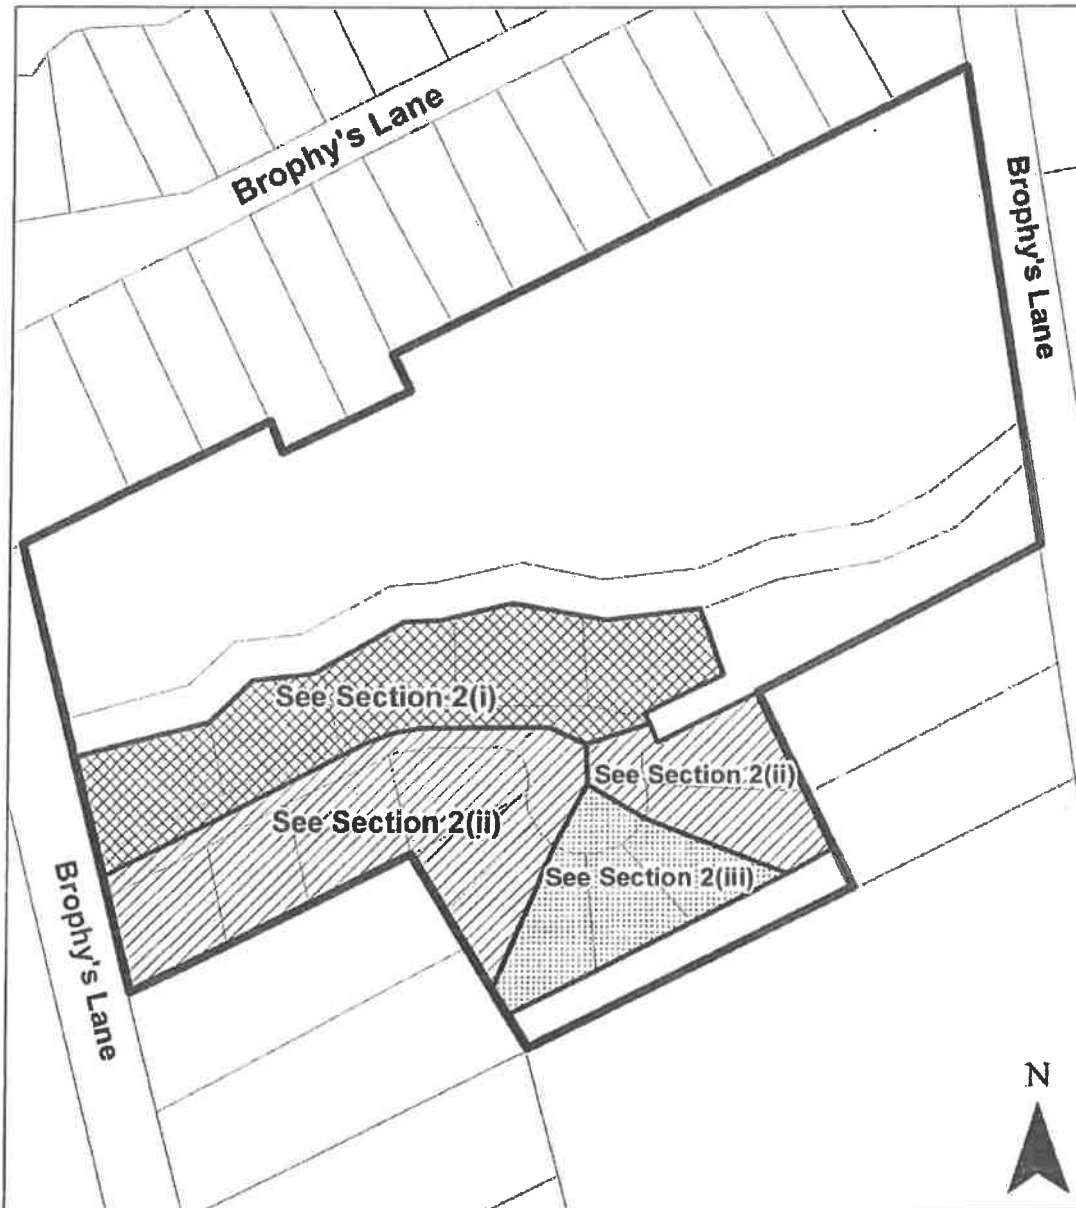 Brophy's Lane
Brophy's Lane
See Section 2(i)
See Section 2(ii)
See Section 2(ii)
See Section 2(iii)
Brophy's Lane
N